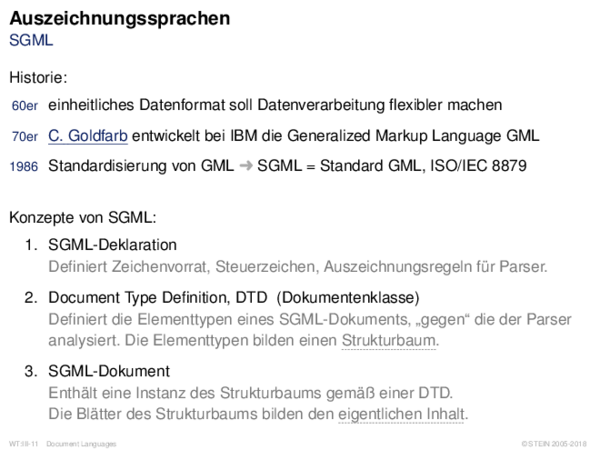 Auszeichnungssprachen
SGML
Historie:
60er einheitliches Datenformat soll Datenverarbeitung flexibler machen
70er C. Goldfarb entwickelt bei IBM die Generalized Markup Language GML
1986 Standardisierung von GML ➜ SGML = Standard GML, ISO/IEC 8879
Konzepte von SGML:
1. SGML-Deklaration
Definiert Zeichenvorrat, Steuerzeichen, Auszeichnungsregeln für Parser.
2. Document Type Definition, DTD (Dokumentenklasse)
Definiert die Elementtypen eines SGML-Dokuments, „gegen“ die der Parser
analysiert. Die Elementtypen bilden einen Strukturbaum.
3. SGML-Dokument
Enthält eine Instanz des Strukturbaums gemäß einer DTD.
Die Blätter des Strukturbaums bilden den eigentlichen Inhalt.
WT:III-11 Document Languages © STEIN 2005-2018